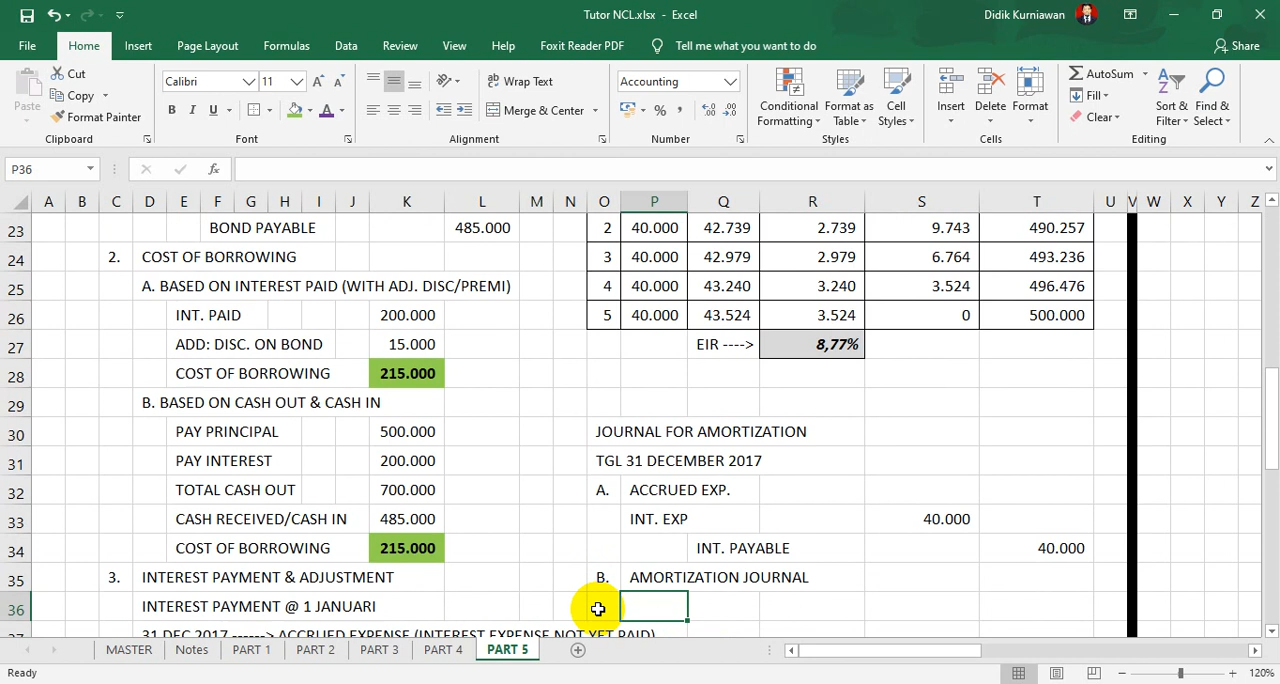 Tutor NCL.xlsx - Excel
Didik Kurniawan
File Home Insert Page Layout Formulas Data Review View Help Foxit Reader PDF Tell me what you want to do Share
Paste Cut Copy Format Painter Clipboard
Calibri 11 B I U Font
Wrap Text Merge & Center Alignment
Accounting % Number
Conditional Formatting Format as Table Cell Styles Styles
Insert Delete Format Cells
AutoSum Fill Clear Sort & Filter Find & Select Editing
P36 fx
A B C D E F G H I J K L M N O P Q R S T U V W X Y Z
23 BOND PAYABLE 485.000 2 40.000 42.739 2.739 9.743 490.257
24 2. COST OF BORROWING 3 40.000 42.979 2.979 6.764 493.236
25 A. BASED ON INTEREST PAID (WITH ADJ. DISC/PREMI) 4 40.000 43.240 3.240 3.524 496.476
26 INT. PAID 200.000 5 40.000 43.524 3.524 0 500.000
27 ADD: DISC. ON BOND 15.000 EIR ----> 8,77%
28 COST OF BORROWING 215.000
29 B. BASED ON CASH OUT & CASH IN
30 PAY PRINCIPAL 500.000 JOURNAL FOR AMORTIZATION
31 PAY INTEREST 200.000 TGL 31 DECEMBER 2017
32 TOTAL CASH OUT 700.000 A. ACCRUED EXP.
33 CASH RECEIVED/CASH IN 485.000 INT. EXP 40.000
34 COST OF BORROWING 215.000 INT. PAYABLE 40.000
35 3. INTEREST PAYMENT & ADJUSTMENT B. AMORTIZATION JOURNAL
36 INTEREST PAYMENT @ 1 JANUARI
37 31 DEC 2017 ------> ACCRUED EXPENSE (INTEREST EXPENSE NOT YET PAID)
MASTER Notes PART 1 PART 2 PART 3 PART 4 PART 5
Ready 120%